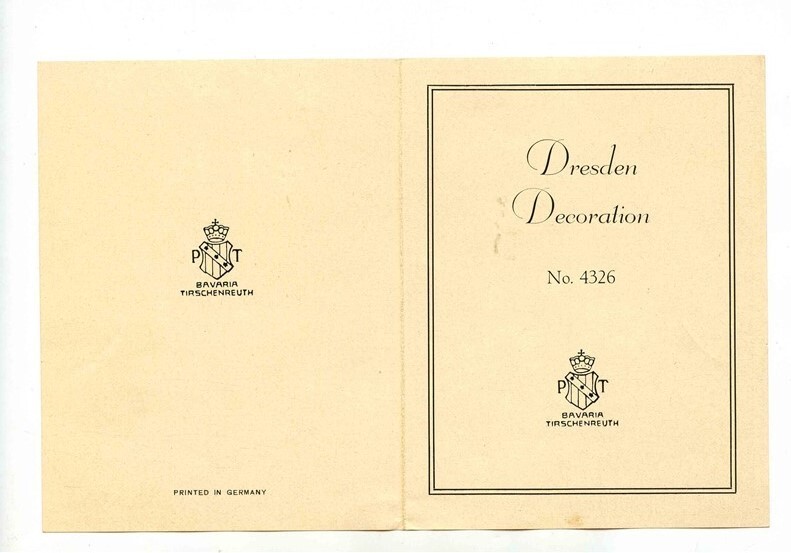 P T
BAVARIA
TIRSCHENREUTH
PRINTED IN GERMANY
Dresden
Decoration
No. 4326
P T
BAVARIA
TIRSCHENREUTH